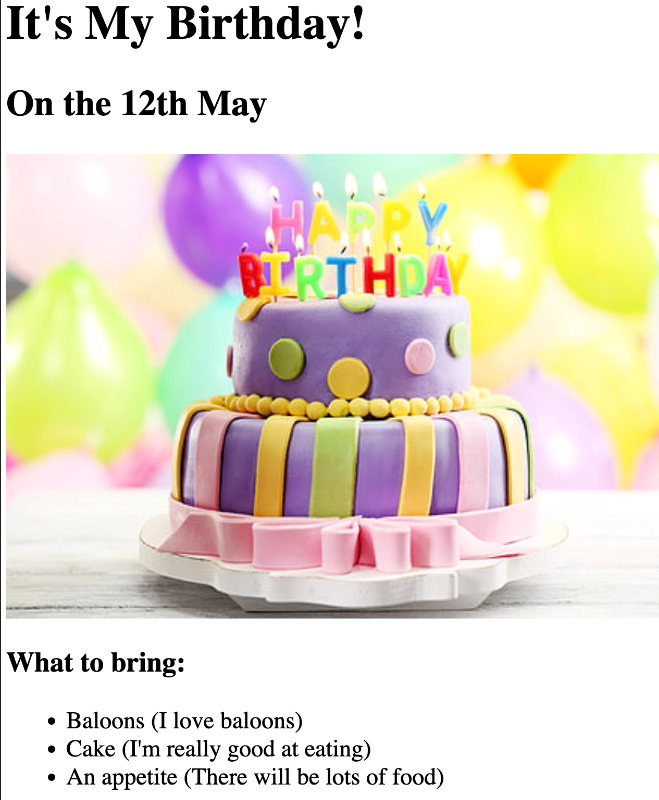 It's My Birthday!
On the 12th May
HAPPY
BIRTHDAY
What to bring:
Baloons (I love baloons)
Cake (I'm really good at eating)
An appetite (There will be lots of food)